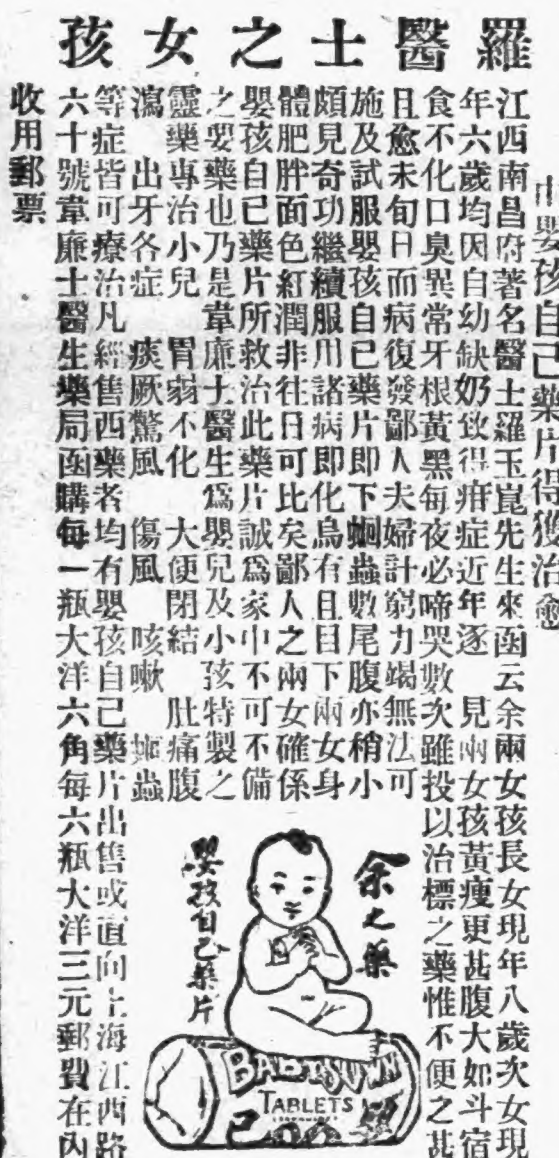 羅醫士之女孩
由嬰孩自己藥片得獲治愈
江西南昌府著名醫士羅玉崑先生來函云余兩女孩長女現年八歲次女現
年六歲均因自幼缺奶致得疳症近年逐 見兩女孩黃瘦更甚腹大如斗宿
食不化口臭異常牙根黃黑每夜必啼哭數次雖投以治標之藥惟不便之甚
且愈未旬日而病復發鄙人夫婦計窮力竭無法可
施及試服嬰孩自己藥片即下蛔蟲數尾腹亦稍小
頗見奇功繼續服用諸病即化烏有且目下兩女身
體肥胖面色紅潤非往日可比矣鄙人之兩女確係
嬰孩自己藥片所救治此藥片誠爲家中不可不備
之要藥也乃是韋廉士醫生爲嬰兒及小孩特製之
靈藥專治小兒 胃弱不化 大便閉結 肚痛腹
瀉 出牙各症 痰厥驚風 傷風 咳嗽 蛔蟲
等症皆可療治凡經售西藥者均有嬰孩自己藥片出售或直向上海江西路
六十號韋廉士醫生藥局函購每一瓶大洋六角每六瓶大洋三元郵費在內
收用郵票
余之藥
嬰孩自己藥片
BABY'S OWN
TABLETS
己